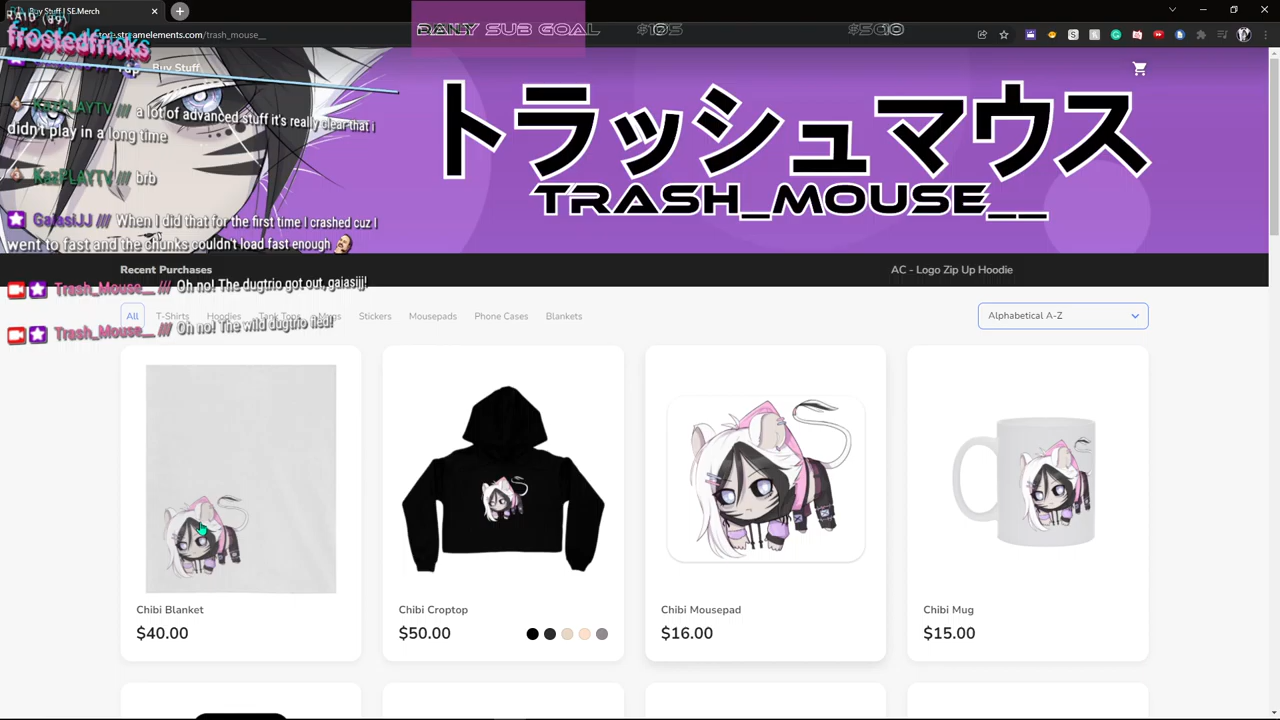 Buy Stuff | SE.Merch
RAID (89)
frostedfricks
streamelements.com/trash_mouse__
DAILY SUB GOAL
Buy Stuff
KazPLAYTV /// a lot of advanced stuff it's really clear that i
didn't play in a long time
KazPLAYTV /// brb
GaiasiJJ /// When I did that for the first time I crashed cuz I
went to fast and the chunks couldn't load fast enough
トラッシュマウス
TRASH_MOUSE__
Recent Purchases
AC - Logo Zip Up Hoodie
Trash_Mouse__ /// Oh no! The dugtrio got out, gaiasijj!
All T-Shirts Hoodies Tank Tops Mugs Stickers Mousepads Phone Cases Blankets
Alphabetical A-Z
Trash_Mouse__ /// Oh no! The wild dugtrio fled!
Chibi Blanket
$40.00
Chibi Croptop
$50.00
Chibi Mousepad
$16.00
Chibi Mug
$15.00